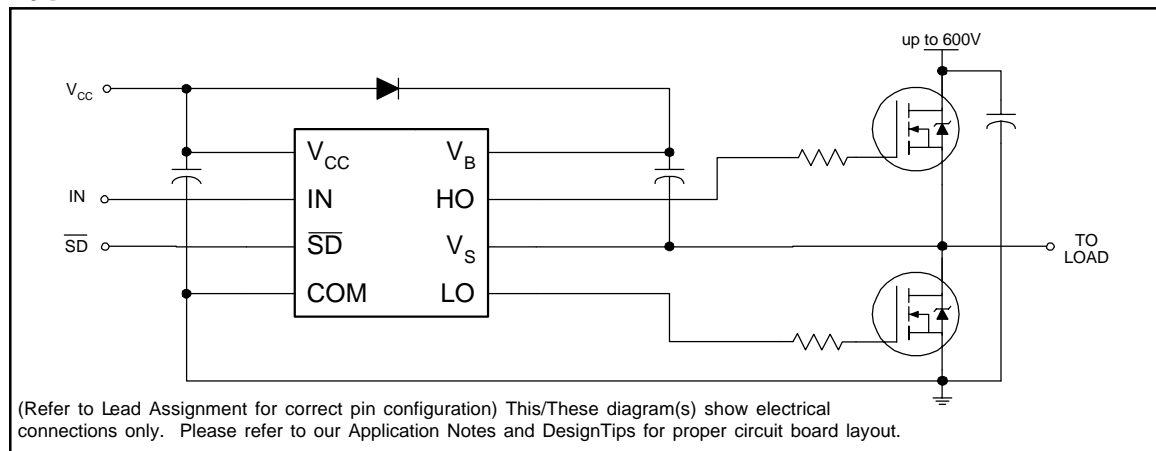 up to 600V
VCC
VCC
VB
IN
IN
HO
SD
SD
VS
TO
LOAD
COM
LO
(Refer to Lead Assignment for correct pin configuration) This/These diagram(s) show electrical
connections only. Please refer to our Application Notes and DesignTips for proper circuit board layout.